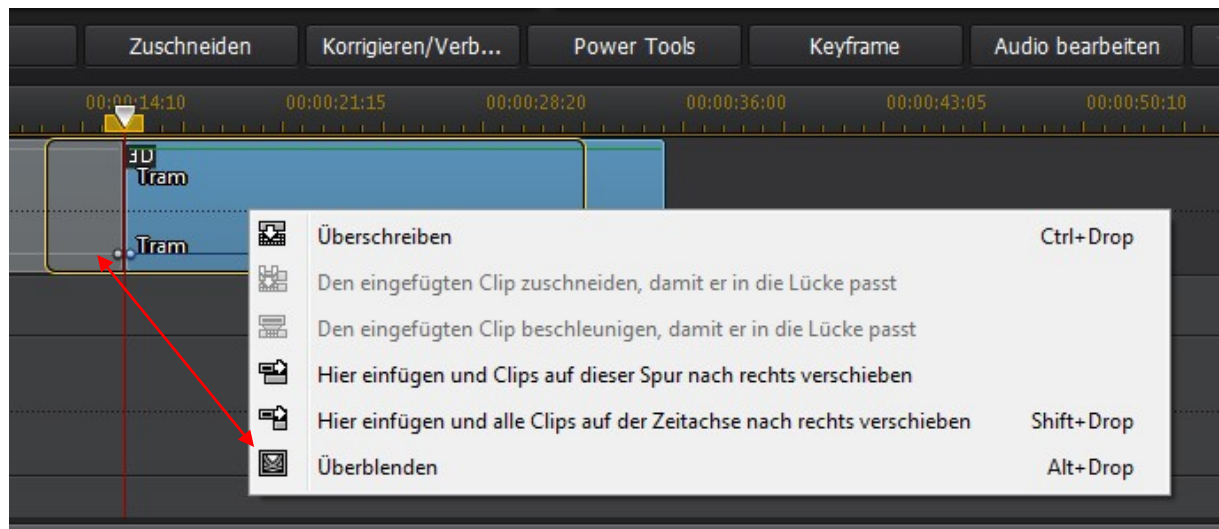 Zuschneiden Korrigieren/Verb... Power Tools Keyframe Audio bearbeiten
00:00:14:10 00:00:21:15 00:00:28:20 00:00:36:00 00:00:43:05 00:00:50:10
3D
Tram
Tram
Überschreiben Ctrl+Drop
Den eingefügten Clip zuschneiden, damit er in die Lücke passt
Den eingefügten Clip beschleunigen, damit er in die Lücke passt
Hier einfügen und Clips auf dieser Spur nach rechts verschieben
Hier einfügen und alle Clips auf der Zeitachse nach rechts verschieben Shift+Drop
Überblenden Alt+Drop